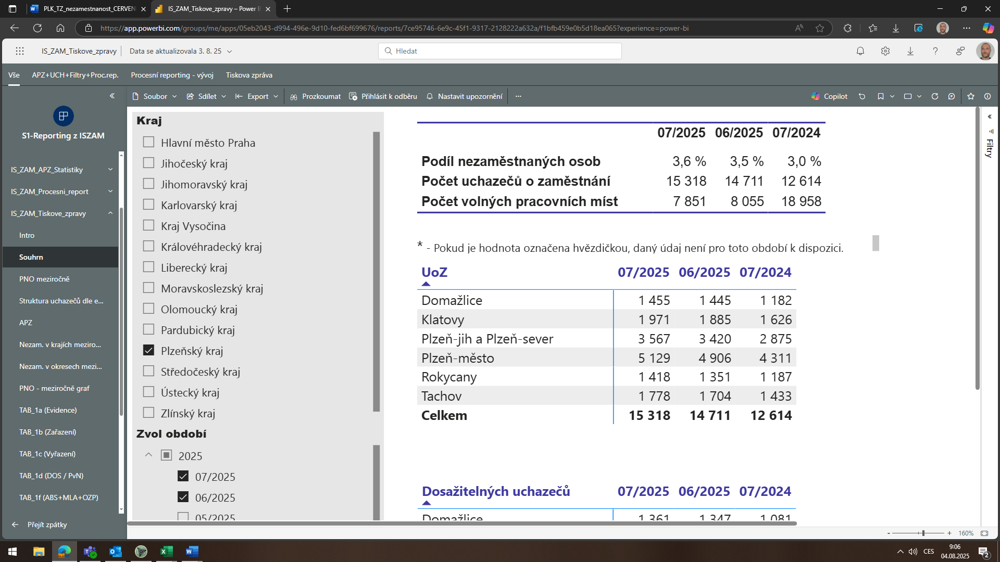 PLK_TZ_nezamestnanost_CERVEN
IS_ZAM_Tiskove_zpravy – Power B
https://app.powerbi.com/groups/me/apps/05eb2043-d994-496e-9d10-fed6bf699676/reports/7ce95746-6e9c-45f1-9317-2128222a632a/f1bfb459e0b5d18ea065?experience=power-bi
IS_ZAM_Tiskove_zpravy
Data se aktualizovala 3. 8. 25
Hledat
Vše APZ+UCH+Filtry+Proc.rep. Procesní reporting - vývoj Tiskova zpráva
Soubor Sdílet Export Prozkoumat Přihlásit k odběru Nastavit upozornění ... Copilot
S1-Reporting z ISZAM
IS_ZAM_APZ_Statistiky
IS_ZAM_Procesni_report
IS_ZAM_Tiskove_zpravy
Intro
Souhrn
PNO meziročně
Struktura uchazečů dle e...
APZ
Nezam. v krajích meziro...
Nezam. v okresech mezi...
PNO - meziročně graf
TAB_1a (Evidence)
TAB_1b (Zařazení)
TAB_1c (Vyřazení)
TAB_1d (DOS / PvN)
TAB_1f (ABS+MLA+OZP)
Přejít zpátky
Kraj
Hlavní město Praha
Jihočeský kraj
Jihomoravský kraj
Karlovarský kraj
Kraj Vysočina
Královéhradecký kraj
Liberecký kraj
Moravskoslezský kraj
Olomoucký kraj
Pardubický kraj
Plzeňský kraj
Středočeský kraj
Ústecký kraj
Zlínský kraj
Zvol období
2025
07/2025
06/2025
05/2025
07/2025 06/2025 07/2024
Podíl nezaměstnaných osob 3,6 % 3,5 % 3,0 %
Počet uchazečů o zaměstnání 15 318 14 711 12 614
Počet volných pracovních míst 7 851 8 055 18 958
* - Pokud je hodnota označena hvězdičkou, daný údaj není pro toto období k dispozici.
UoZ 07/2025 06/2025 07/2024
Domažlice 1 455 1 445 1 182
Klatovy 1 971 1 885 1 626
Plzeň-jih a Plzeň-sever 3 567 3 420 2 875
Plzeň-město 5 129 4 906 4 311
Rokycany 1 418 1 351 1 187
Tachov 1 778 1 704 1 433
Celkem 15 318 14 711 12 614
Dosažitelných uchazečů 07/2025 06/2025 07/2024
Domažlice 1 361 1 347 1 081
Filtry
- + 160%
CES
9:06
04.08.2025
2